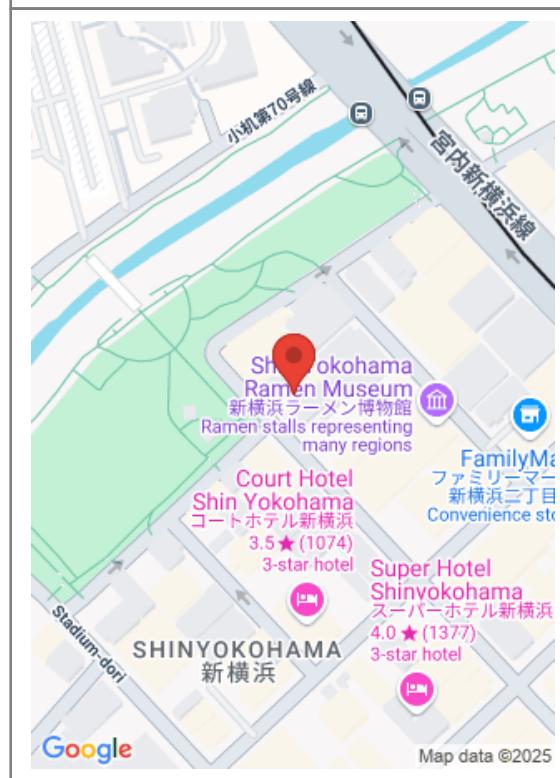 小机第70号線
宮内新横浜線
Shin Yokohama
Ramen Museum
新横浜ラーメン博物館
Ramen stalls representing
many regions
FamilyMa
ファミリーマー
新横浜二丁目
Convenience sto
Court Hotel
Shin Yokohama
コートホテル新横浜
3.5★(1074)
3-star hotel
Super Hotel
Shinyokohama
スーパーホテル新横浜
4.0★(1377)
3-star hotel
Stadium-dori
SHINYOKOHAMA
新横浜
Google
Map data ©2025